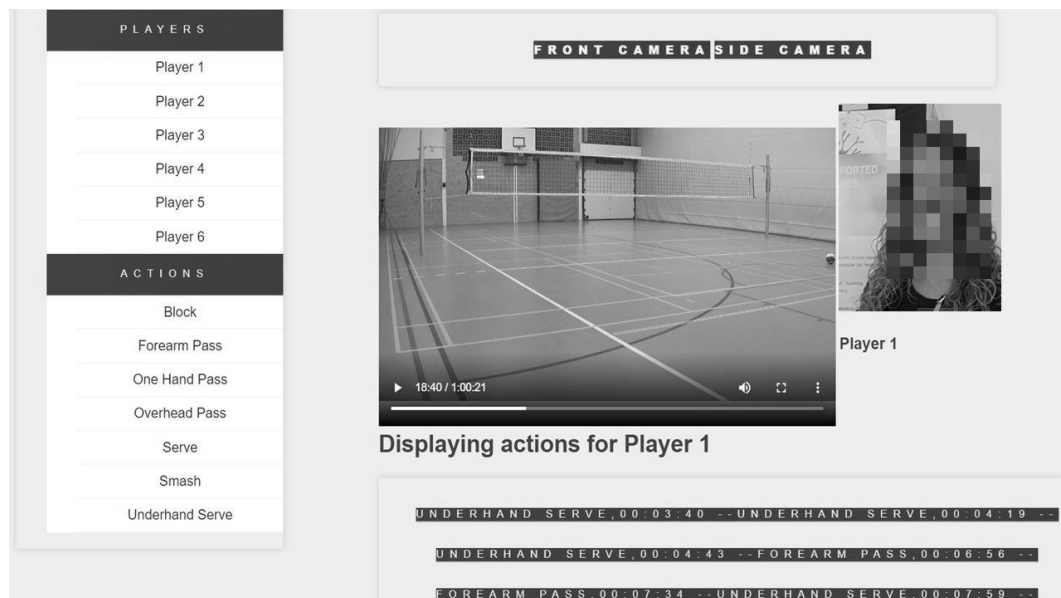 PLAYERS
Player 1
Player 2
Player 3
Player 4
Player 5
Player 6
ACTIONS
Block
Forearm Pass
One Hand Pass
Overhead Pass
Serve
Smash
Underhand Serve
FRONT CAMERA SIDE CAMERA
18:40 / 1:00:21
PORTED
Player 1
Displaying actions for Player 1
UNDERHAND SERVE,00:03:40 --UNDERHAND SERVE,00:04:19 --
UNDERHAND SERVE,00:04:43 --FOREARM PASS,00:06:56 --
FOREARM PASS,00:07:34 --UNDERHAND SERVE,00:07:59 --